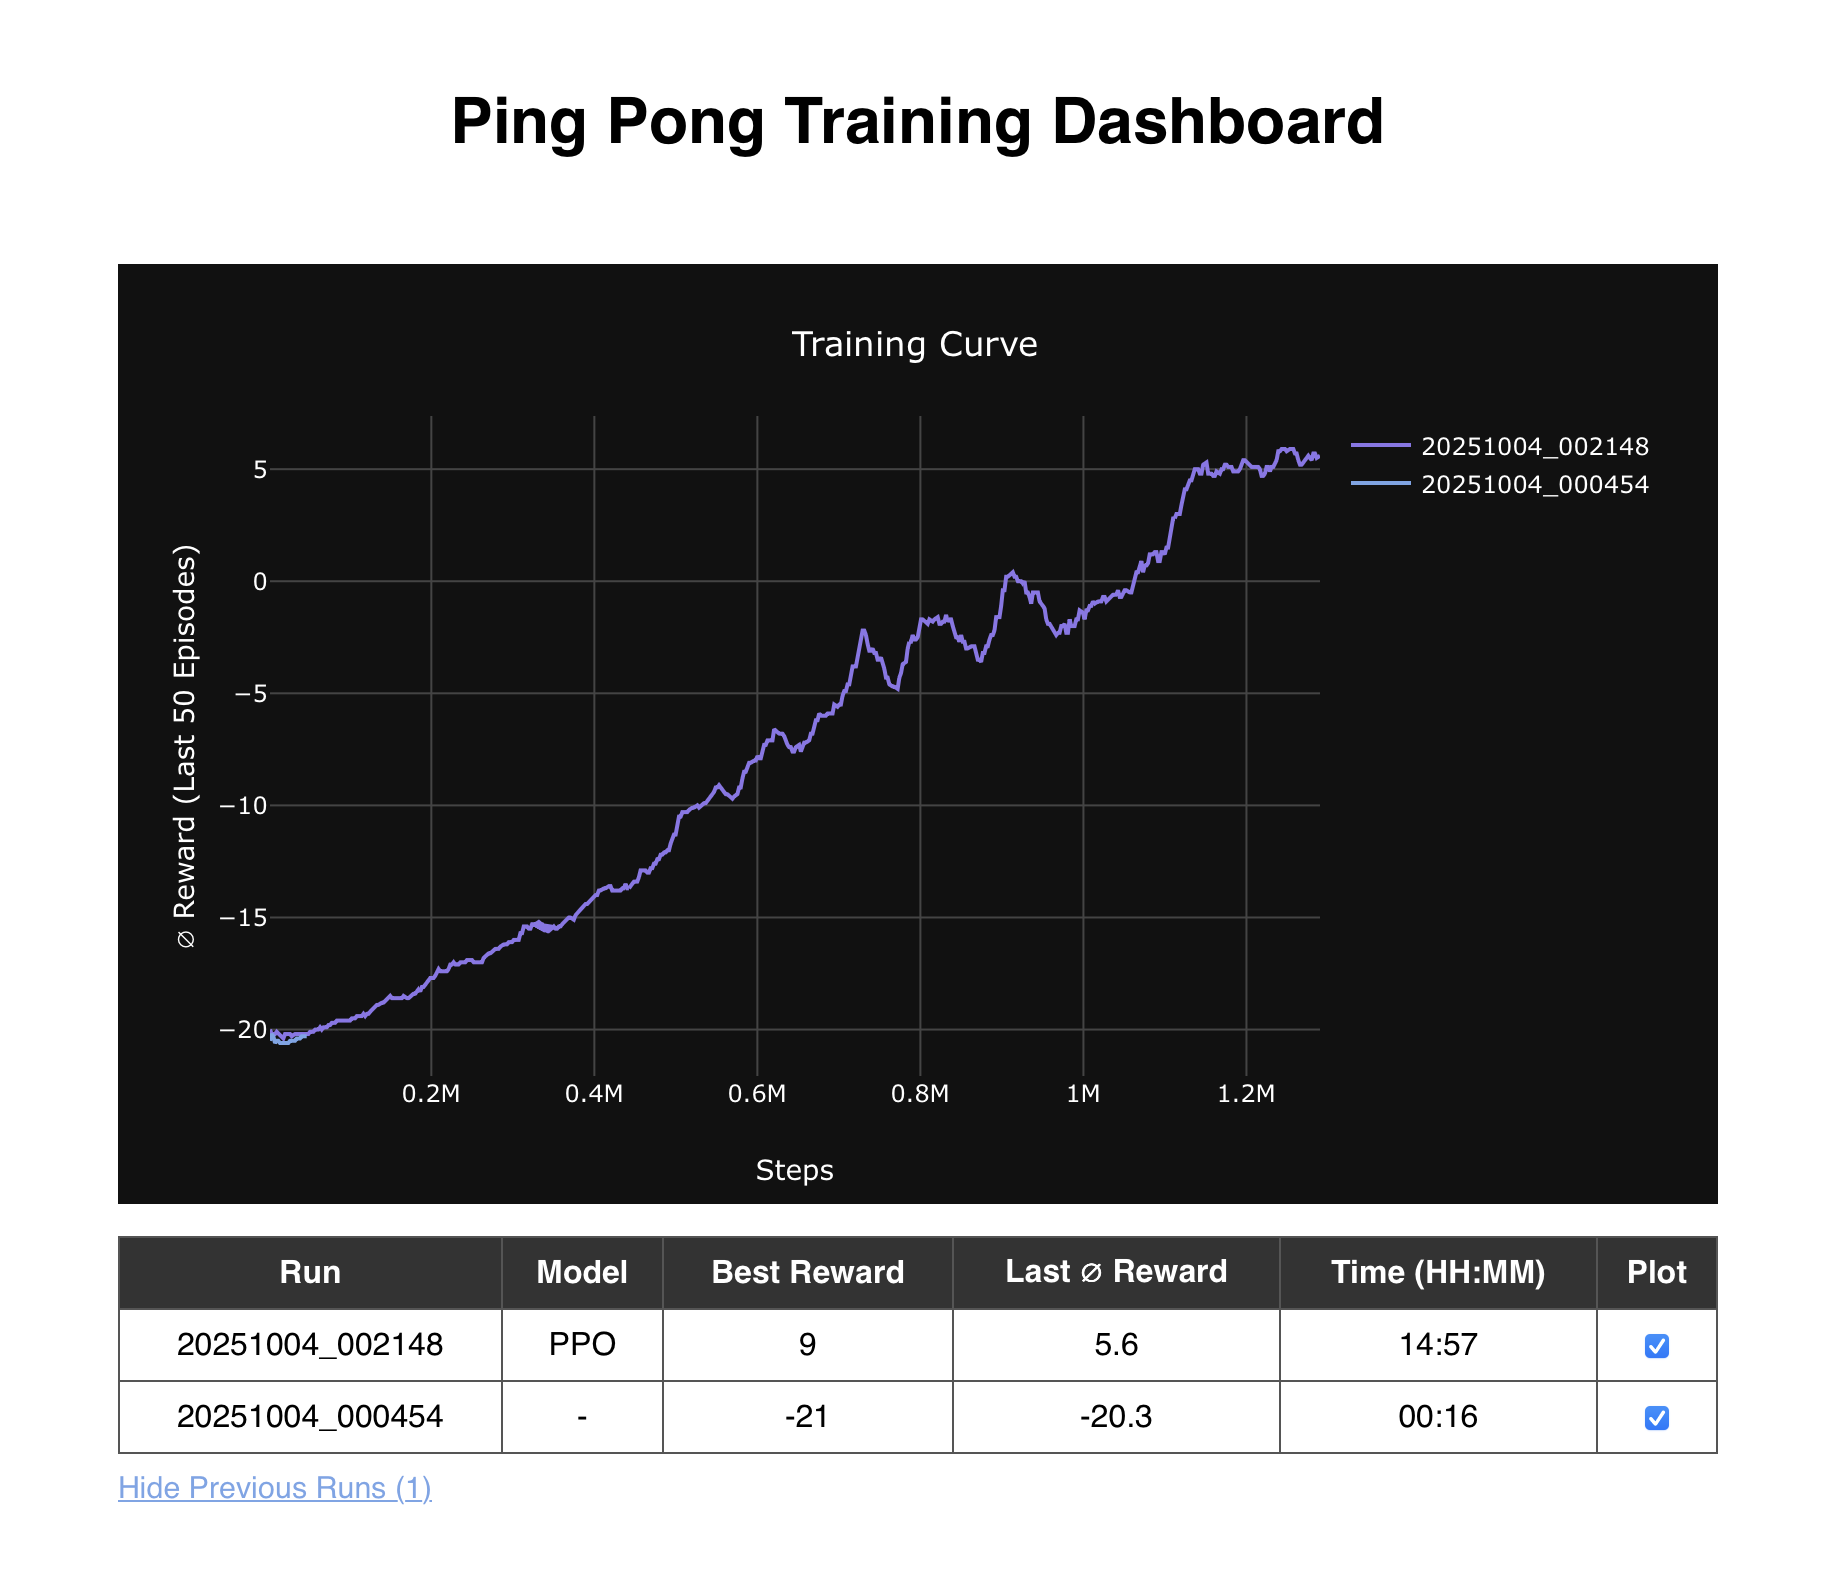 Ping Pong Training Dashboard
Training Curve
20251004_002148
20251004_000454
∅ Reward (Last 50 Episodes)
5
0
−5
−10
−15
−20
0.2M 0.4M 0.6M 0.8M 1M 1.2M
Steps
Run Model Best Reward Last ∅ Reward Time (HH:MM) Plot
20251004_002148 PPO 9 5.6 14:57
20251004_000454 - -21 -20.3 00:16
Hide Previous Runs (1)